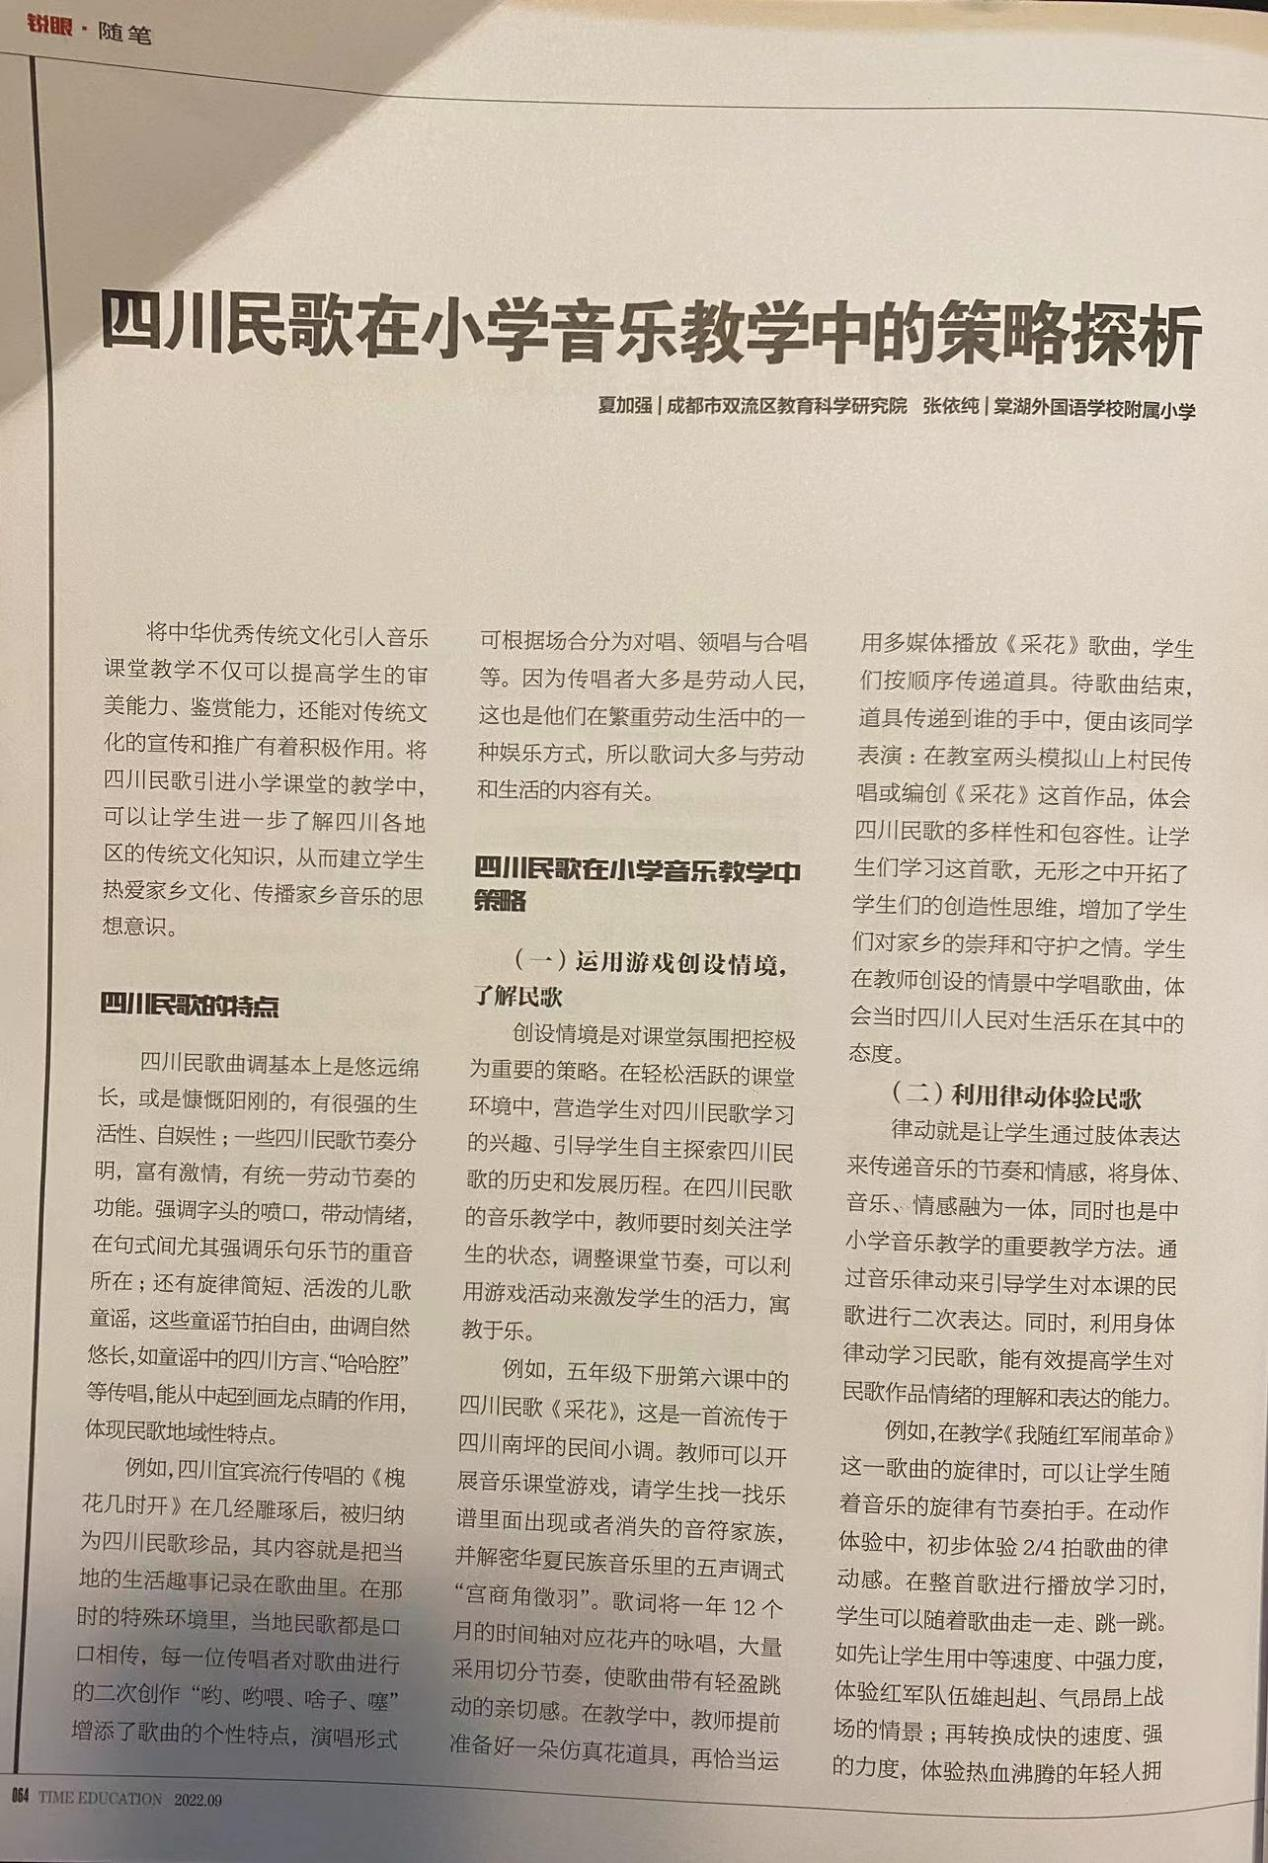 锐眼·随笔
四川民歌在小学音乐教学中的策略探析
夏加强|成都市双流区教育科学研究院 张依纯|棠湖外国语学校附属小学
将中华优秀传统文化引入音乐
课堂教学不仅可以提高学生的审
美能力、鉴赏能力，还能对传统文
化的宣传和推广有着积极作用。将
四川民歌引进小学课堂的教学中，
可以让学生进一步了解四川各地
区的传统文化知识，从而建立学生
热爱家乡文化、传播家乡音乐的思
想意识。
四川民歌的特点
四川民歌曲调基本上是悠远绵
长，或是慷慨阳刚的，有很强的生
活性、自娱性；一些四川民歌节奏分
明，富有激情，有统一劳动节奏的
功能。强调字头的喷口，带动情绪，
在句式间尤其强调乐句乐节的重音
所在；还有旋律简短、活泼的儿歌
童谣，这些童谣节拍自由，曲调自然
悠长，如童谣中的四川方言、“哈哈腔”
等传唱，能从中起到画龙点睛的作用，
体现民歌地域性特点。
例如，四川宜宾流行传唱的《槐
花几时开》在几经雕琢后，被归纳
为四川民歌珍品，其内容就是把当
地的生活趣事记录在歌曲里。在那
时的特殊环境里，当地民歌都是口
口相传，每一位传唱者对歌曲进行
的二次创作“哟、哟喂、啥子、噻”
增添了歌曲的个性特点，演唱形式
可根据场合分为对唱、领唱与合唱
等。因为传唱者大多是劳动人民，
这也是他们在繁重劳动生活中的一
种娱乐方式，所以歌词大多与劳动
和生活的内容有关。
四川民歌在小学音乐教学中
策略
（一）运用游戏创设情境，
了解民歌
创设情境是对课堂氛围把控极
为重要的策略。在轻松活跃的课堂
环境中，营造学生对四川民歌学习
的兴趣、引导学生自主探索四川民
歌的历史和发展历程。在四川民歌
的音乐教学中，教师要时刻关注学
生的状态，调整课堂节奏，可以利
用游戏活动来激发学生的活力，寓
教于乐。
例如，五年级下册第六课中的
四川民歌《采花》，这是一首流传于
四川南坪的民间小调。教师可以开
展音乐课堂游戏，请学生找一找乐
谱里面出现或者消失的音符家族，
并解密华夏民族音乐里的五声调式
“宫商角徵羽”。歌词将一年 12 个
月的时间轴对应花卉的咏唱，大量
采用切分节奏，使歌曲带有轻盈跳
动的亲切感。在教学中，教师提前
准备好一朵仿真花道具，再恰当运
用多媒体播放《采花》歌曲，学生
们按顺序传递道具。待歌曲结束，
道具传递到谁的手中，便由该同学
表演：在教室两头模拟山上村民传
唱或编创《采花》这首作品，体会
四川民歌的多样性和包容性。让学
生们学习这首歌，无形之中开拓了
学生们的创造性思维，增加了学生
们对家乡的崇拜和守护之情。学生
在教师创设的情景中学唱歌曲，体
会当时四川人民对生活乐在其中的
态度。
（二）利用律动体验民歌
律动就是让学生通过肢体表达
来传递音乐的节奏和情感，将身体、
音乐、情感融为一体，同时也是中
小学音乐教学的重要教学方法。通
过音乐律动来引导学生对本课的民
歌进行二次表达。同时，利用身体
律动学习民歌，能有效提高学生对
民歌作品情绪的理解和表达的能力。
例如，在教学《我随红军闹革命》
这一歌曲的旋律时，可以让学生随
着音乐的旋律有节奏拍手。在动作
体验中，初步体验 2/4 拍歌曲的律
动感。在整首歌进行播放学习时，
学生可以随着歌曲走一走、跳一跳。
如先让学生用中等速度、中强力度，
体验红军队伍雄赳赳、气昂昂上战
场的情景；再转换成快的速度、强
的力度，体验热血沸腾的年轻人拥
064 TIME EDUCATION 2022.09